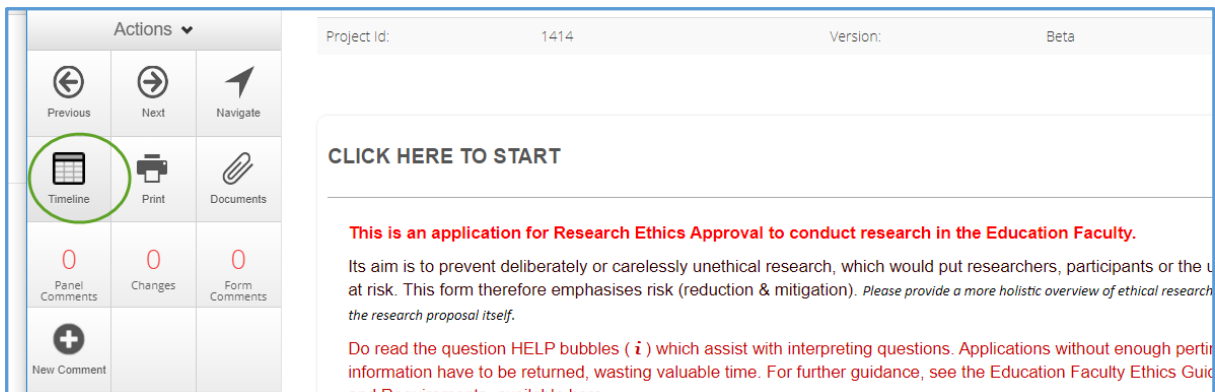 Actions
Project Id: 1414 Version: Beta
Previous Next Navigate
CLICK HERE TO START
Timeline Print Documents
This is an application for Research Ethics Approval to conduct research in the Education Faculty.
Its aim is to prevent deliberately or carelessly unethical research, which would put researchers, participants or the
at risk. This form therefore emphasises risk (reduction & mitigation). Please provide a more holistic overview of ethical research
the research proposal itself.
0 0 0
Panel Comments Changes Form Comments
Do read the question HELP bubbles ( i ) which assist with interpreting questions. Applications without enough
information have to be returned, wasting valuable time. For further guidance, see the Education Faculty Ethics
New Comment